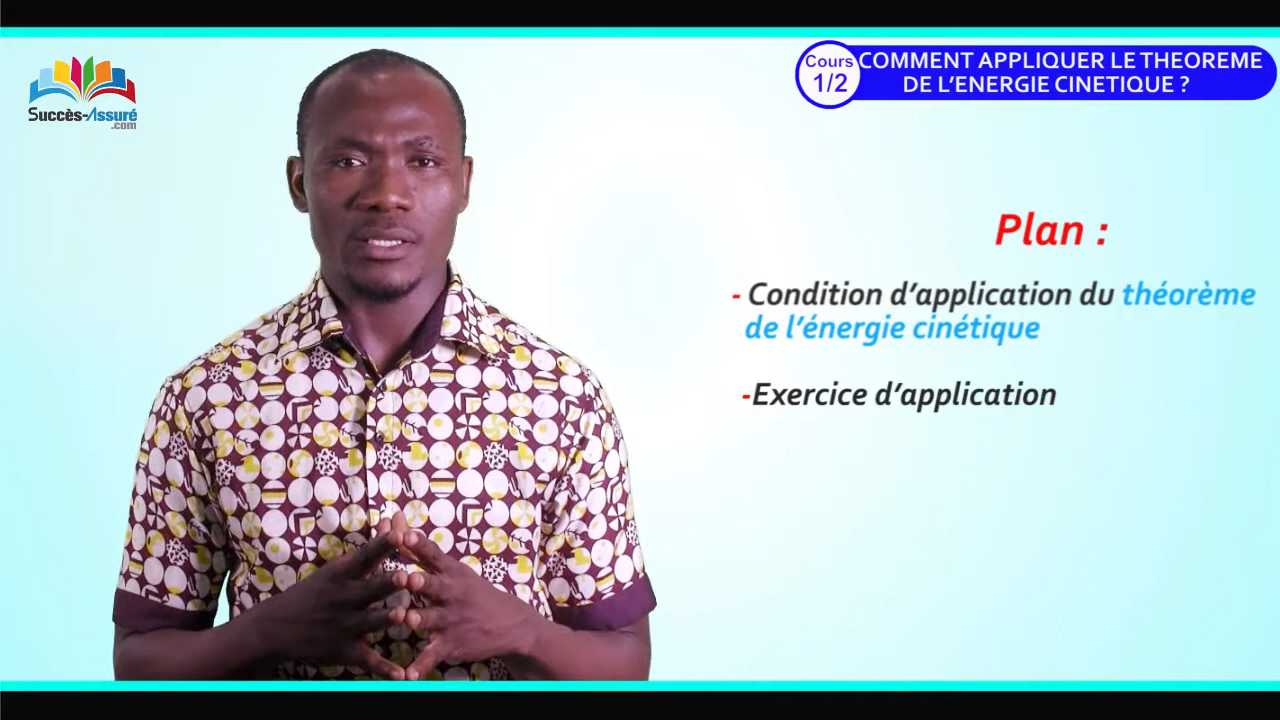 Succès-Assuré
.com
Cours
1/2
COMMENT APPLIQUER LE THEOREME
DE L'ENERGIE CINETIQUE ?
Plan :
- Condition d'application du théorème
de l'énergie cinétique
-Exercice d'application